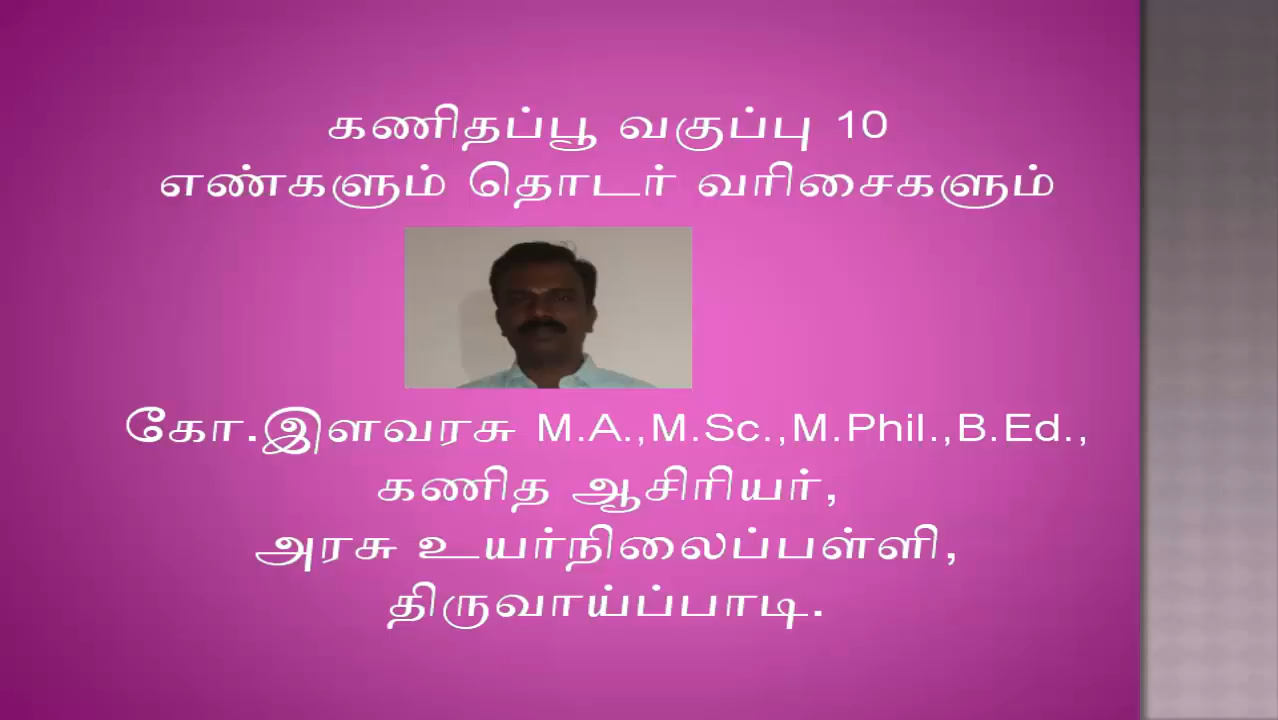 கணிதப்பூ வகுப்பு 10
எண்களும் தொடர் வரிசைகளும்
கோ.இளவரசு M.A.,M.Sc.,M.Phil.,B.Ed.,
கணித ஆசிரியர்,
அரசு உயர்நிலைப்பள்ளி,
திருவாய்ப்பாடி.